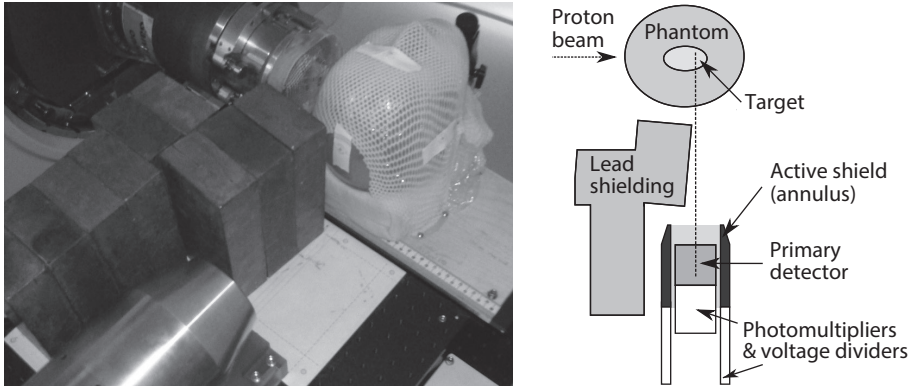 Proton
beam
Phantom
Target
Lead
shielding
Active shield
(annulus)
Primary
detector
Photomultipliers
& voltage dividers